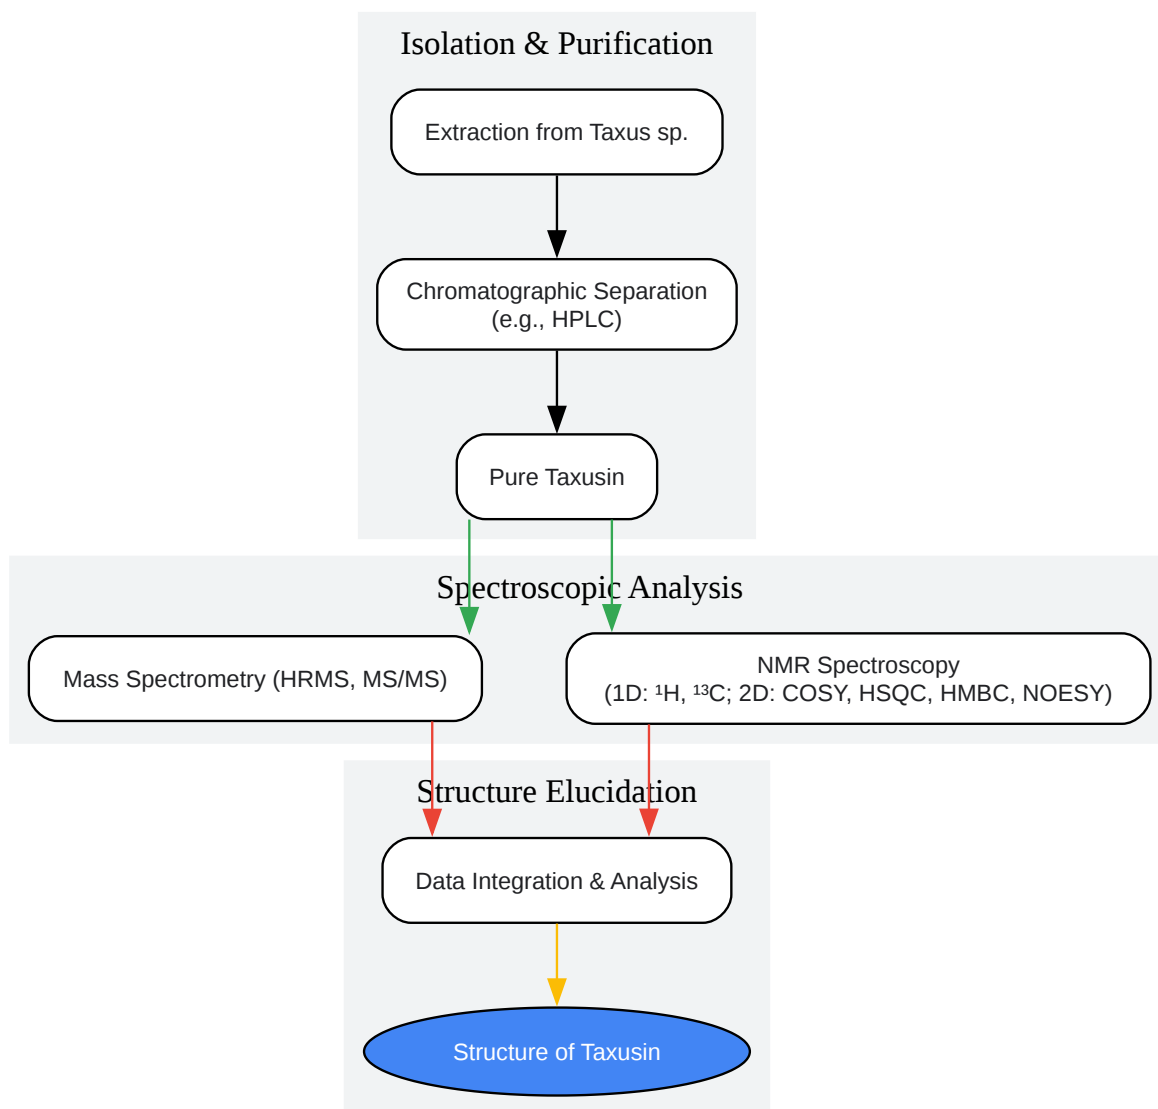 Isolation & Purification
Extraction from Taxus sp.
Chromatographic Separation
(e.g., HPLC)
Pure Taxusin
Spectroscopic Analysis
Mass Spectrometry (HRMS, MS/MS)
NMR Spectroscopy
(1D: ¹H, ¹³C; 2D: COSY, HSQC, HMBC, NOESY)
Structure Elucidation
Data Integration & Analysis
Structure of Taxusin